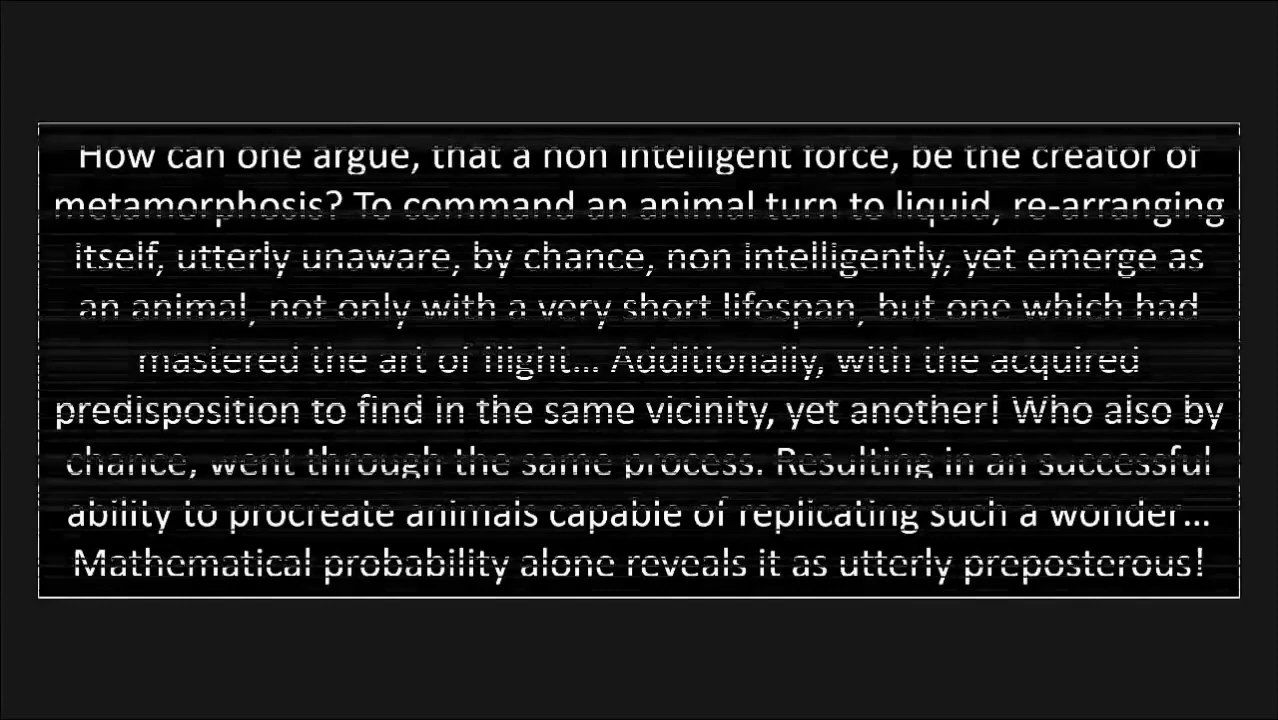 How can one argue, that a non intelligent force, be the creator of
metamorphosis? To command an animal turn to liquid, re-arranging
itself, utterly unaware, by chance, non intelligently, yet emerge as
an animal, not only with a very short lifespan, but one which had
mastered the art of flight... Additionally, with the acquired
predisposition to find in the same vicinity, yet another! Who also by
chance, went through the same process. Resulting in an successful
ability to procreate animals capable of replicating such a wonder...
Mathematical probability alone reveals it as utterly preposterous!